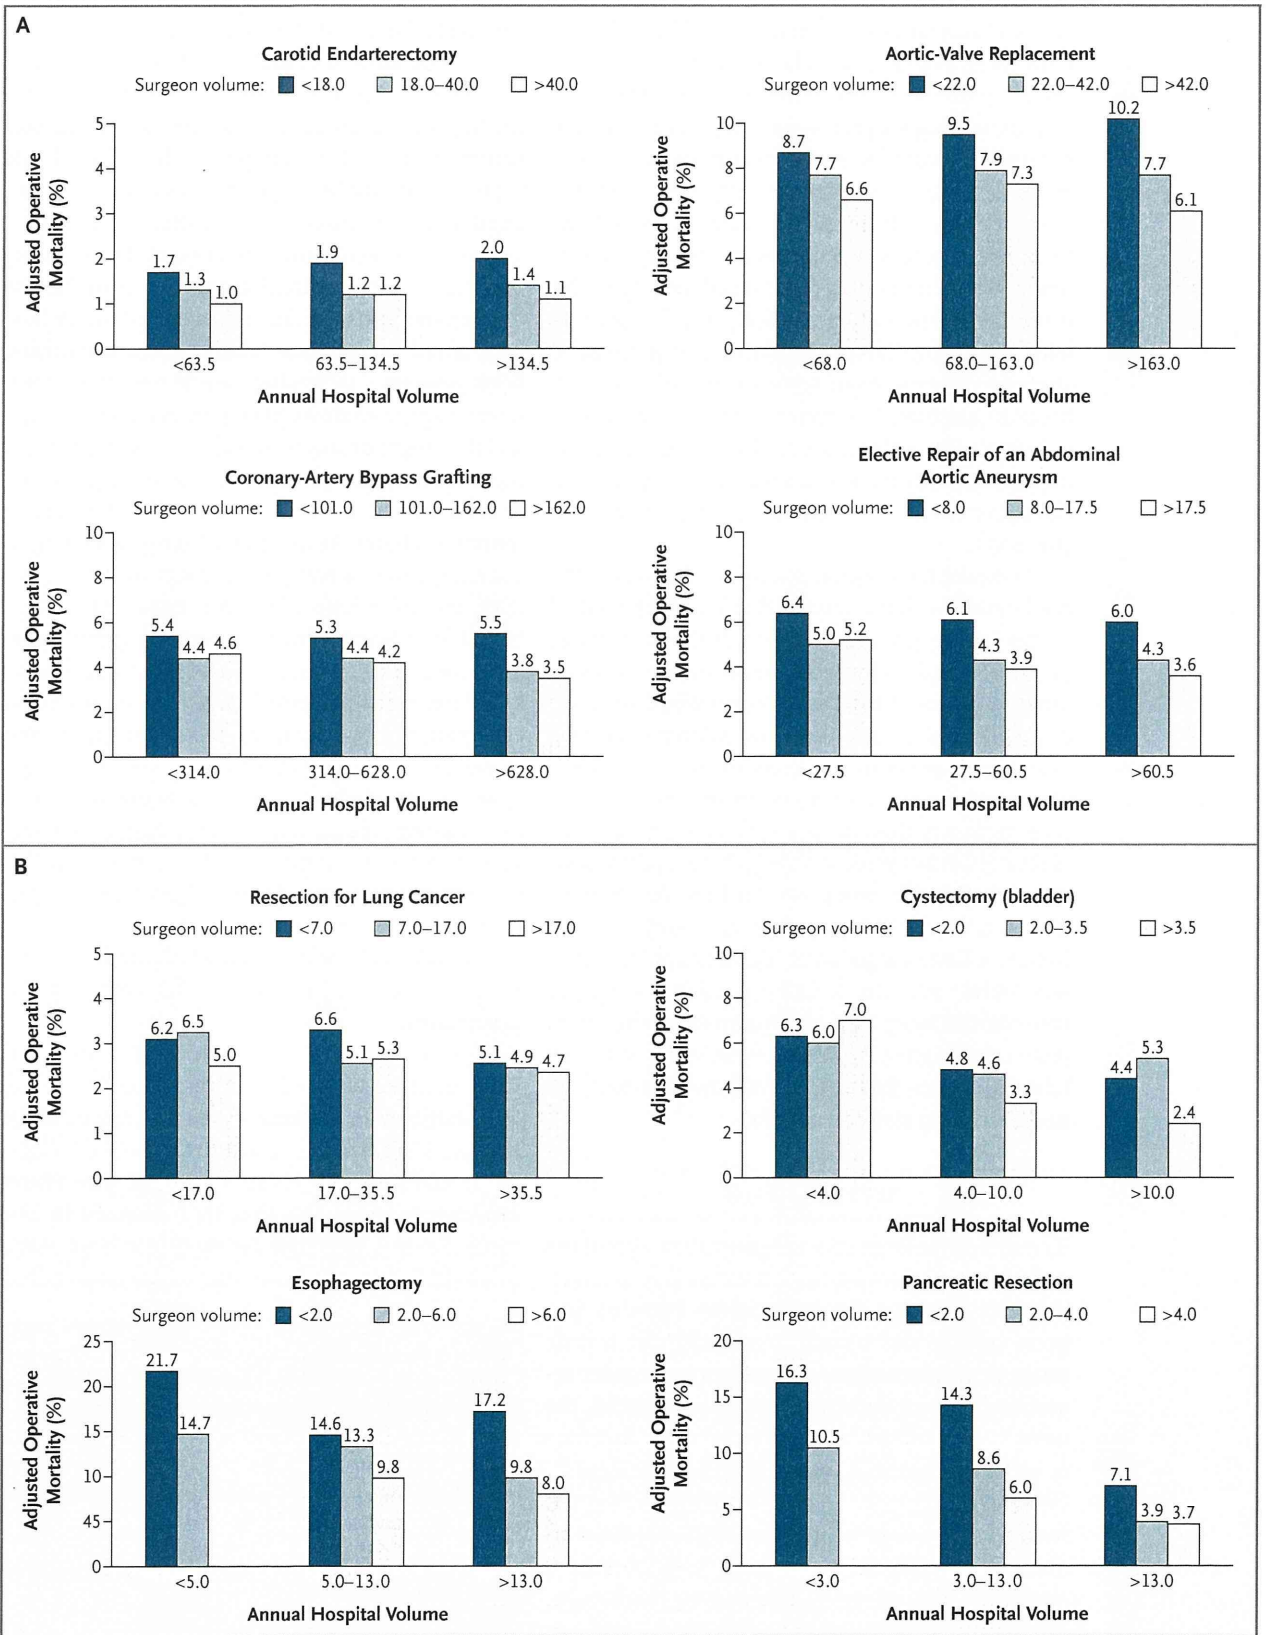 A
Carotid Endarterectomy
Surgeon volume: <18.0 18.0–40.0 >40.0
Adjusted Operative
Mortality (%)
5
4
3
2
1
0
1.7 1.3 1.0
1.9 1.2 1.2
2.0 1.4 1.1
<63.5 63.5–134.5 >134.5
Annual Hospital Volume
Aortic-Valve Replacement
Surgeon volume: <22.0 22.0–42.0 >42.0
Adjusted Operative
Mortality (%)
10
8
6
4
2
0
8.7 7.7 6.6
9.5 7.9 7.3
10.2 7.7 6.1
<68.0 68.0–163.0 >163.0
Annual Hospital Volume
Coronary-Artery Bypass Grafting
Surgeon volume: <101.0 101.0–162.0 >162.0
Adjusted Operative
Mortality (%)
10
8
6
4
2
0
5.4 4.4 4.6
5.3 4.4 4.2
5.5 3.8 3.5
<314.0 314.0–628.0 >628.0
Annual Hospital Volume
Elective Repair of an Abdominal
Aortic Aneurysm
Surgeon volume: <8.0 8.0–17.5 >17.5
Adjusted Operative
Mortality (%)
10
8
6
4
2
0
6.4 5.0 5.2
6.1 4.3 3.9
6.0 4.3 3.6
<27.5 27.5–60.5 >60.5
Annual Hospital Volume
B
Resection for Lung Cancer
Surgeon volume: <7.0 7.0–17.0 >17.0
Adjusted Operative
Mortality (%)
5
4
3
2
1
0
6.2 6.5 5.0
6.6 5.1 5.3
5.1 4.9 4.7
<17.0 17.0–35.5 >35.5
Annual Hospital Volume
Cystectomy (bladder)
Surgeon volume: <2.0 2.0–3.5 >3.5
Adjusted Operative
Mortality (%)
10
8
6
4
2
0
6.3 6.0 7.0
4.8 4.6 3.3
4.4 5.3 2.4
<4.0 4.0–10.0 >10.0
Annual Hospital Volume
Esophagectomy
Surgeon volume: <2.0 2.0–6.0 >6.0
Adjusted Operative
Mortality (%)
25
20
15
10
45
0
21.7 14.7
14.6 13.3 9.8
17.2 9.8 8.0
<5.0 5.0–13.0 >13.0
Annual Hospital Volume
Pancreatic Resection
Surgeon volume: <2.0 2.0–4.0 >4.0
Adjusted Operative
Mortality (%)
20
15
10
5
0
16.3 10.5
14.3 8.6 6.0
7.1 3.9 3.7
<3.0 3.0–13.0 >13.0
Annual Hospital Volume